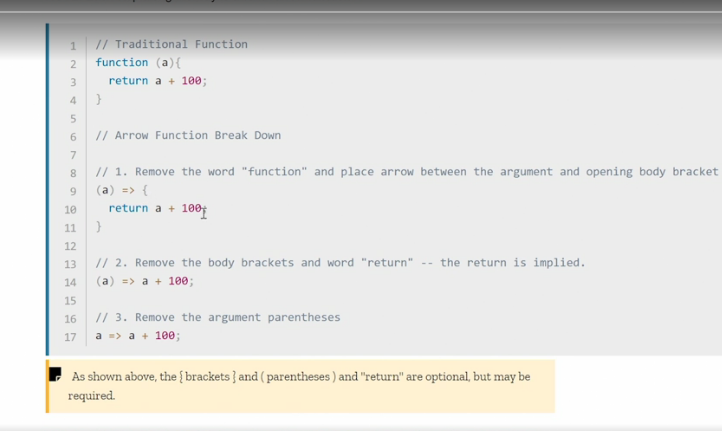 1 // Traditional Function
2 function (a){
3 return a + 100;
4 }
5
6 // Arrow Function Break Down
7
8 // 1. Remove the word "function" and place arrow between the argument and opening body bracket
9 (a) => {
10 return a + 100;
11 }
12
13 // 2. Remove the body brackets and word "return" -- the return is implied.
14 (a) => a + 100;
15
16 // 3. Remove the argument parentheses
17 a => a + 100;
As shown above, the { brackets } and ( parentheses ) and "return" are optional, but may be
required.